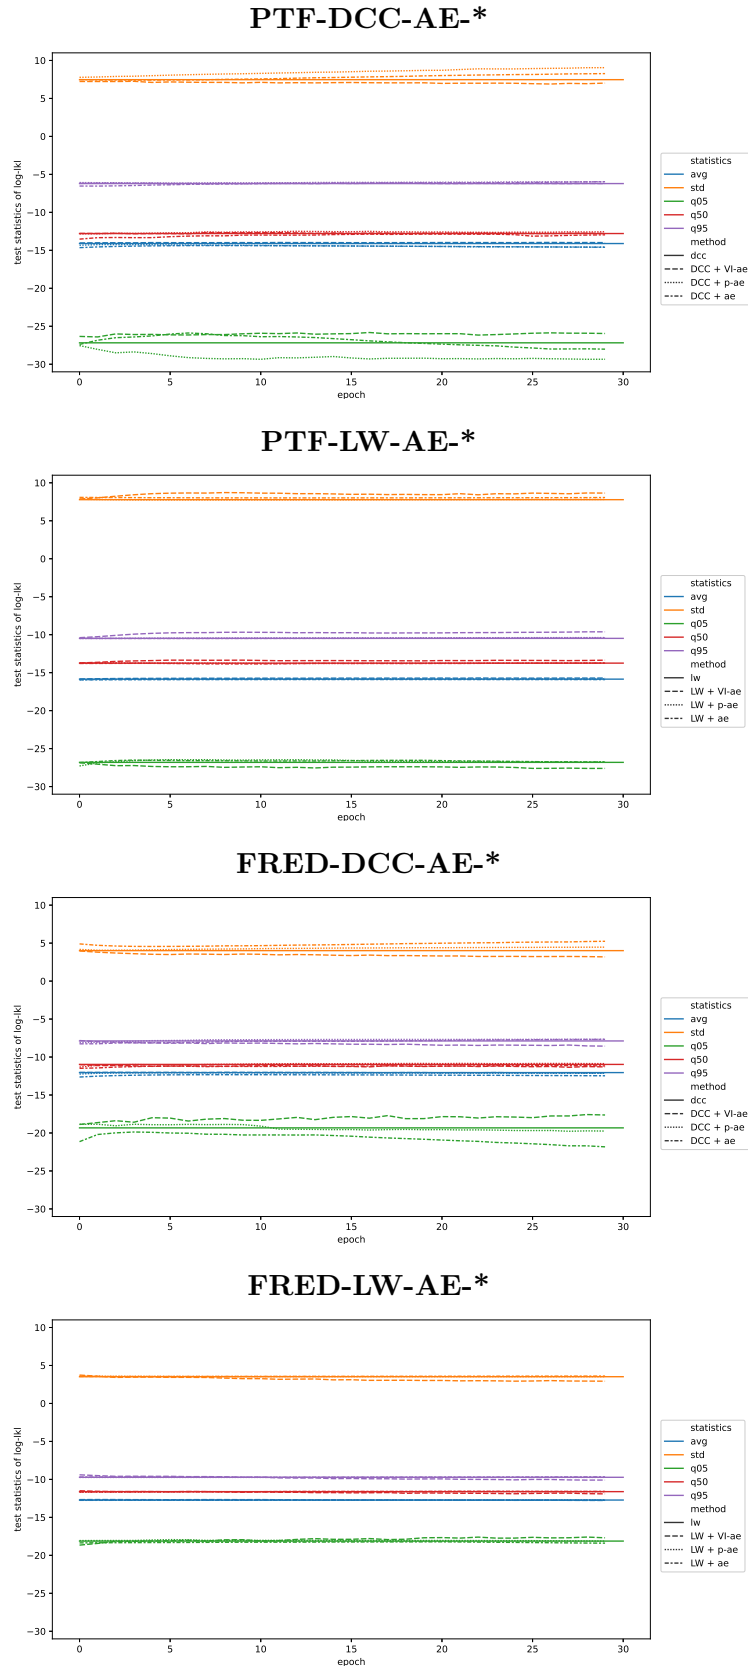 PTF-DCC-AE-*
10
5
0
−5
−10
−15
−20
−25
−30
test statistics of log-lkl
0 5 10 15 20 25 30
epoch
statistics
avg
std
q05
q50
q95
method
dcc
DCC + VI-ae
DCC + p-ae
DCC + ae
PTF-LW-AE-*
10
5
0
−5
−10
−15
−20
−25
−30
test statistics of log-lkl
0 5 10 15 20 25 30
epoch
statistics
avg
std
q05
q50
q95
method
lw
LW + VI-ae
LW + p-ae
LW + ae
FRED-DCC-AE-*
10
5
0
−5
−10
−15
−20
−25
−30
test statistics of log-lkl
0 5 10 15 20 25 30
epoch
statistics
avg
std
q05
q50
q95
method
dcc
DCC + VI-ae
DCC + p-ae
DCC + ae
FRED-LW-AE-*
10
5
0
−5
−10
−15
−20
−25
−30
test statistics of log-lkl
0 5 10 15 20 25 30
epoch
statistics
avg
std
q05
q50
q95
method
lw
LW + VI-ae
LW + p-ae
LW + ae